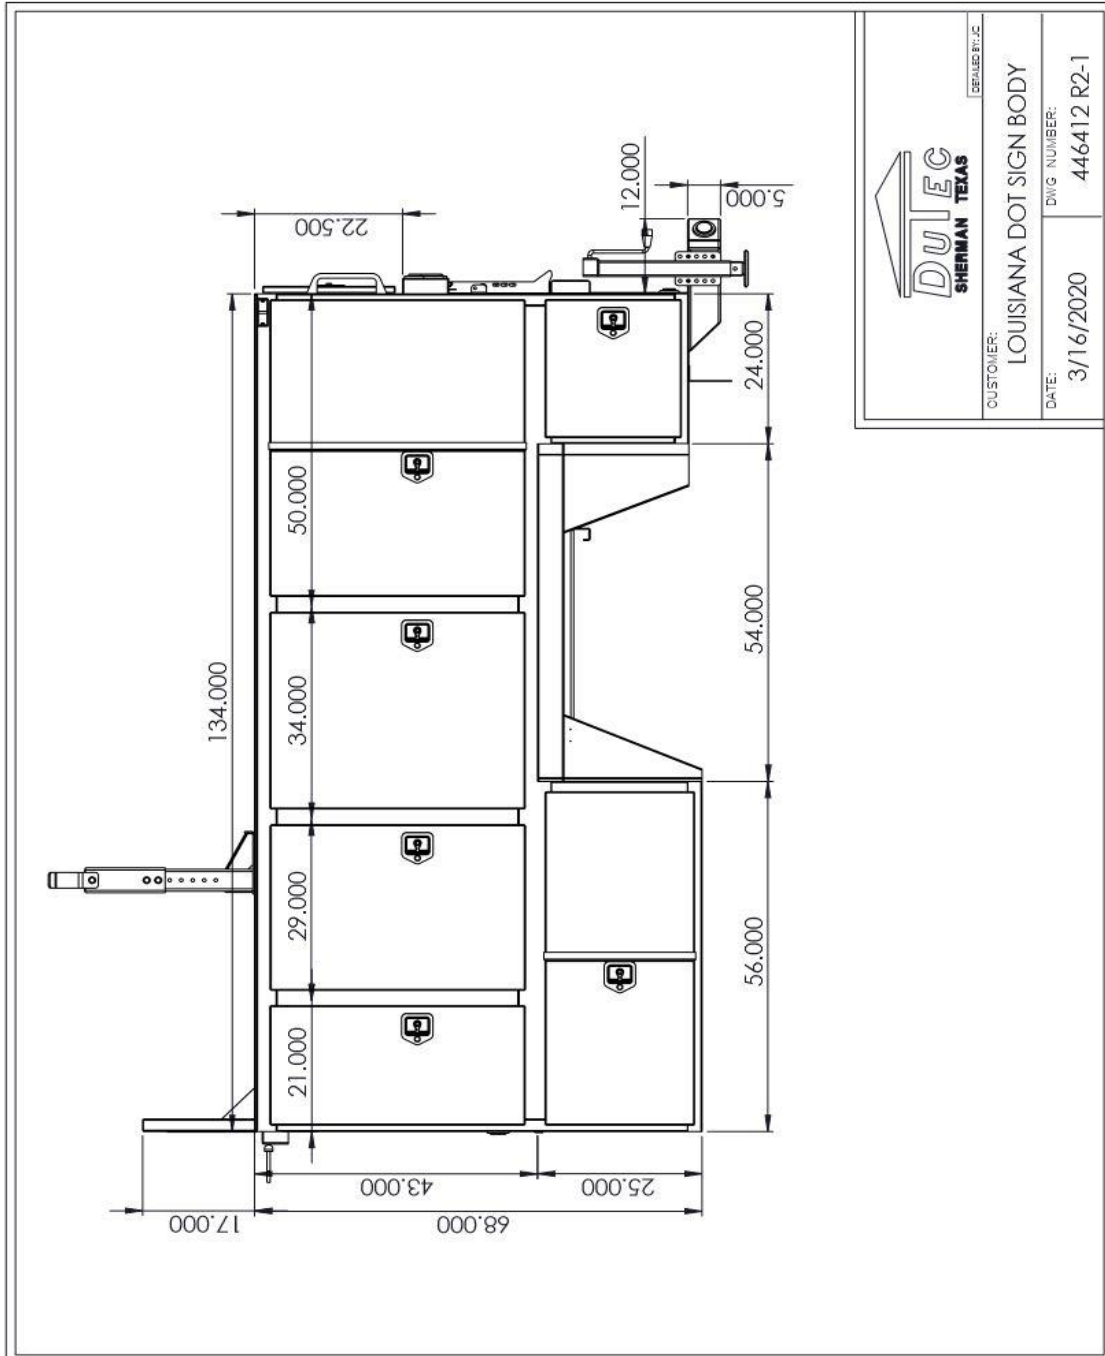 17.000
68.000
43.000
25.000
21.000
29.000
34.000
50.000
134.000
56.000
54.000
24.000
22.500
12.000
5.000
DuTEC
SHERMAN TEXAS
DETAILED BY: JC
CUSTOMER:
LOUISIANA DOT SIGN BODY
DATE:
3/16/2020
DWG NUMBER:
446412 R2-1